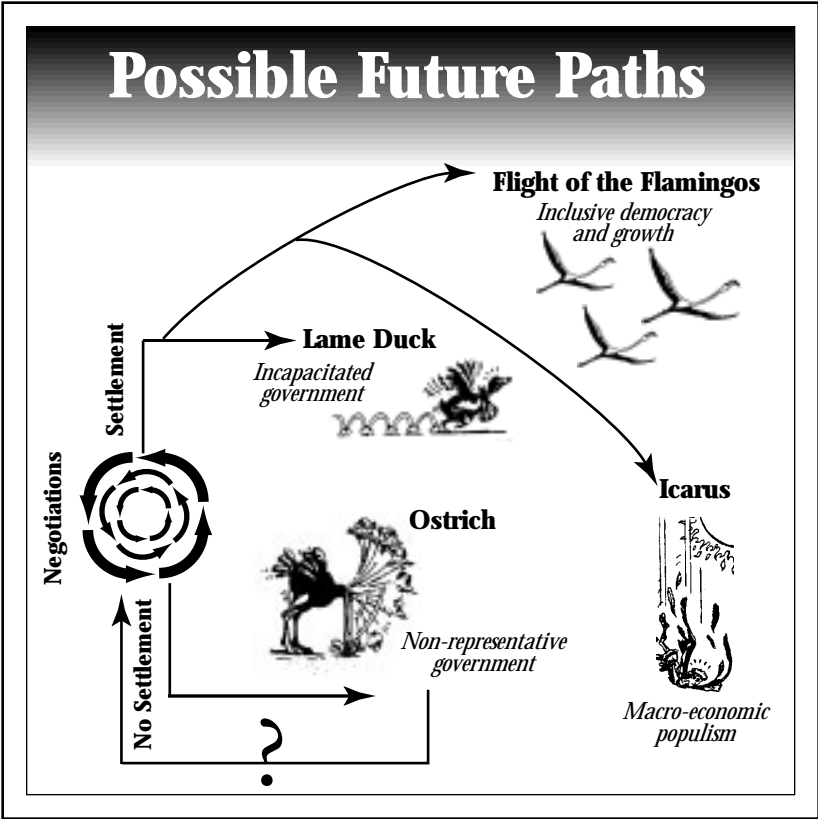 Possible Future Paths
Flight of the Flamingos
Inclusive democracy
and growth
Settlement
Lame Duck
Incapacitated
government
Negotiations
Icarus
Ostrich
Non-representative
government
No Settlement
Macro-economic
populism
?